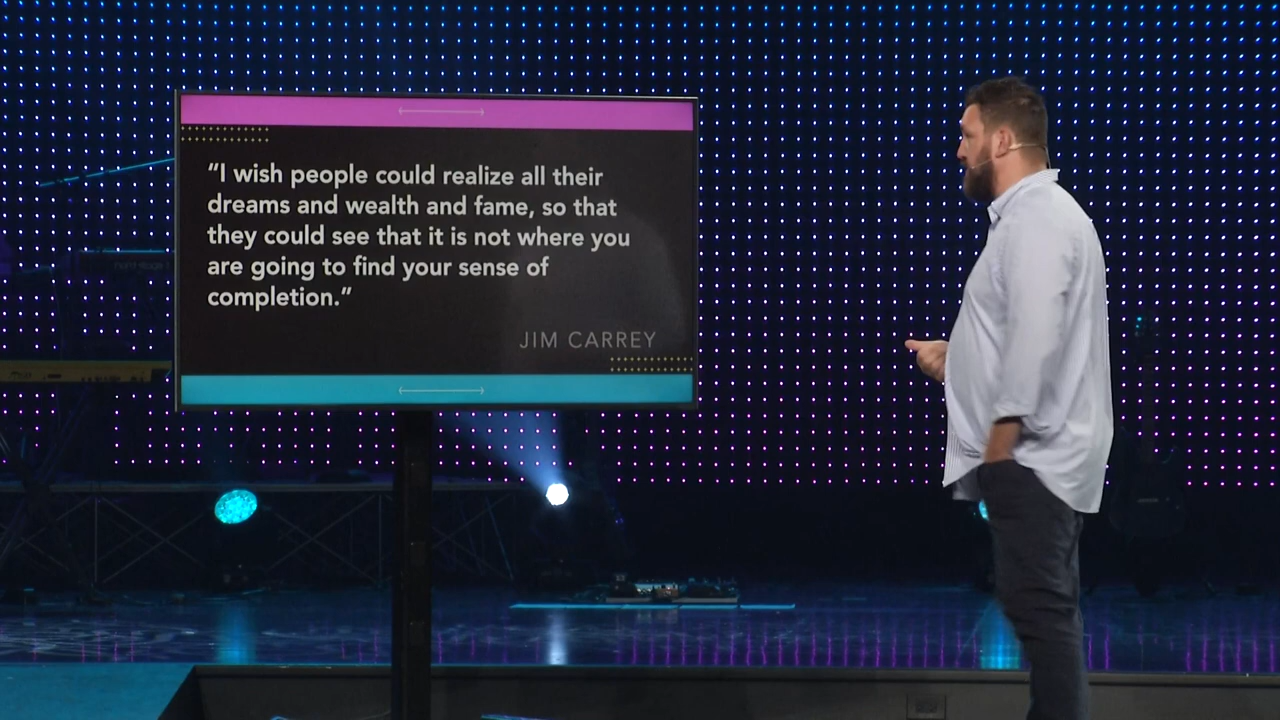 “I wish people could realize all their
dreams and wealth and fame, so that
they could see that it is not where you
are going to find your sense of
completion.”
JIM CARREY